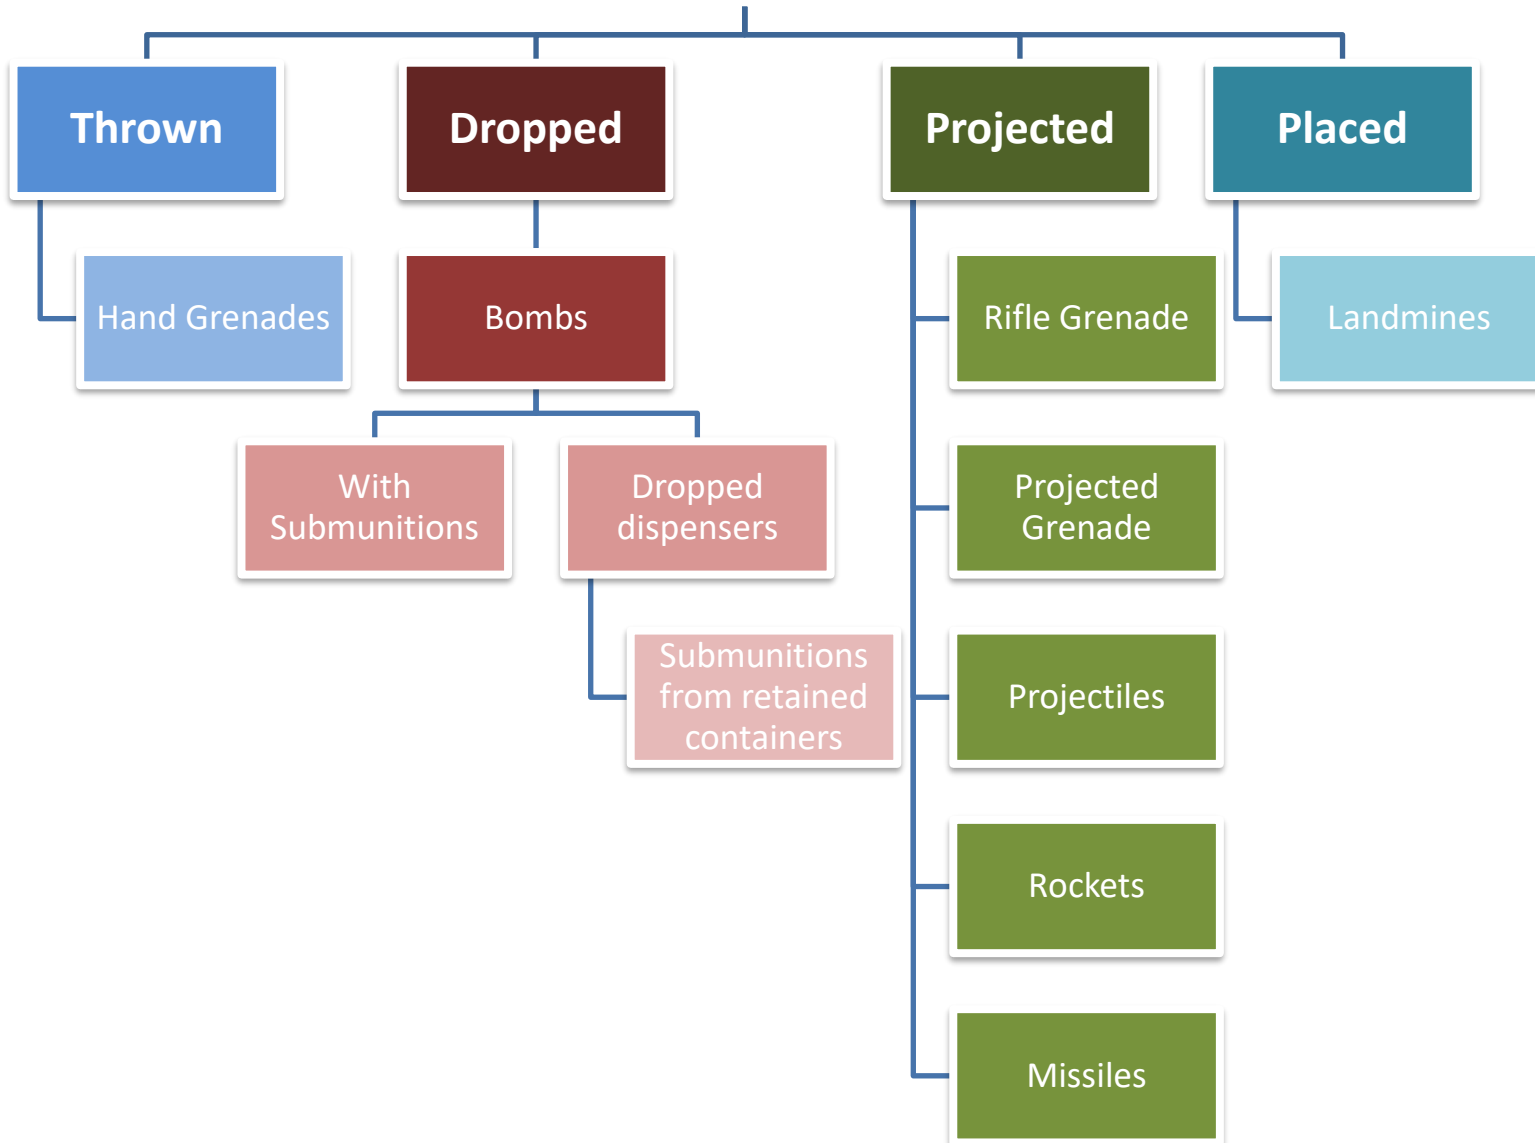 Thrown
Dropped
Projected
Placed
Hand Grenades
Bombs
Rifle Grenade
Landmines
With
Submunitions
Dropped
dispensers
Projected
Grenade
Submunitions
from retained
containers
Projectiles
Rockets
Missiles